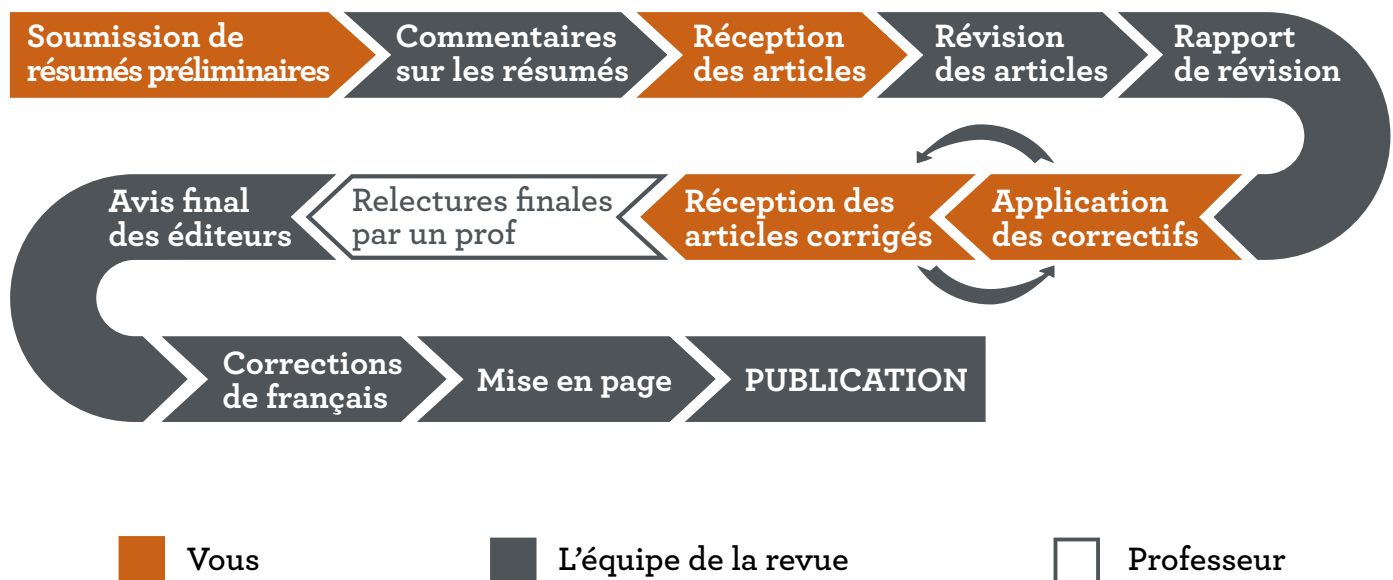 Soumission de
résumés préliminaires
Commentaires
sur les résumés
Réception
des articles
Révision
des articles
Rapport
de révision
Application
des correctifs
Réception des
articles corrigés
Relectures finales
par un prof
Avis final
des éditeurs
Corrections
de français
Mise en page
PUBLICATION
Vous
L'équipe de la revue
Professeur